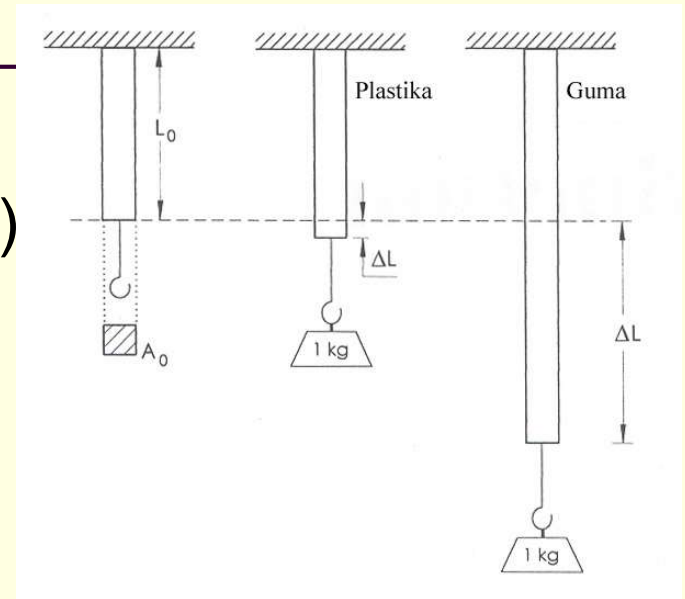 )
L0
A0
Plastika
ΔL
1 kg
Guma
ΔL
1 kg